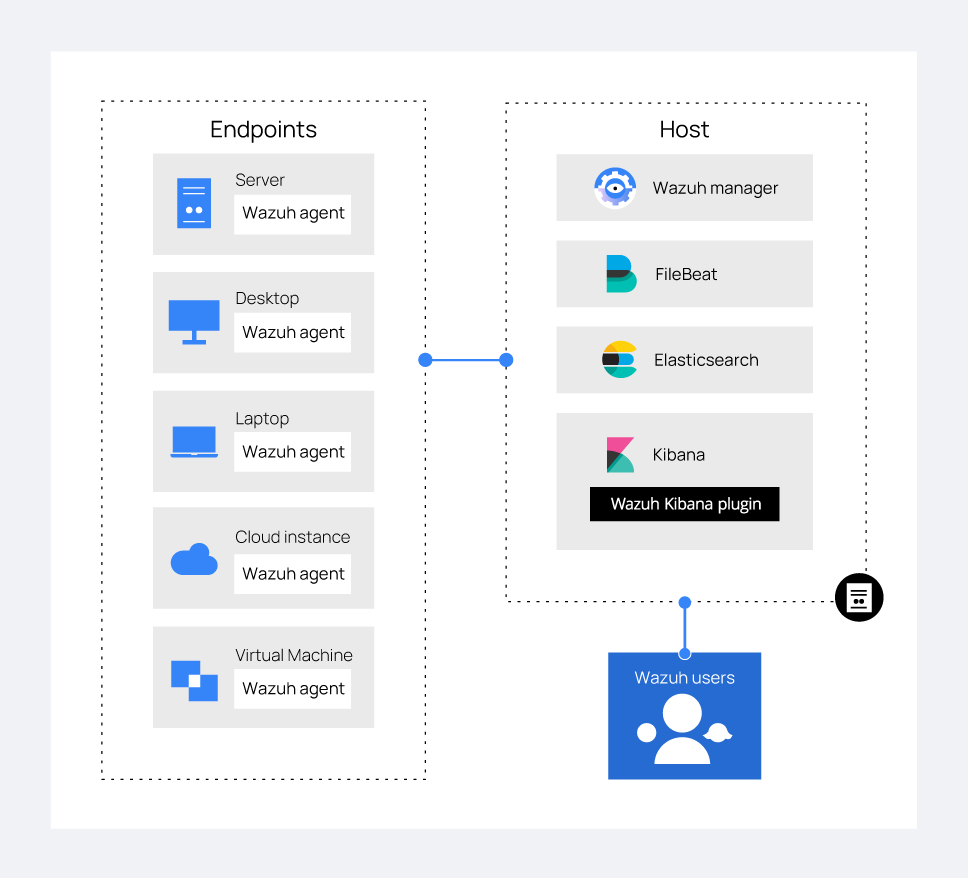 Endpoints
Server
Wazuh agent
Desktop
Wazuh agent
Laptop
Wazuh agent
Cloud instance
Wazuh agent
Virtual Machine
Wazuh agent
Host
Wazuh manager
FileBeat
Elasticsearch
Kibana
Wazuh Kibana plugin
Wazuh users